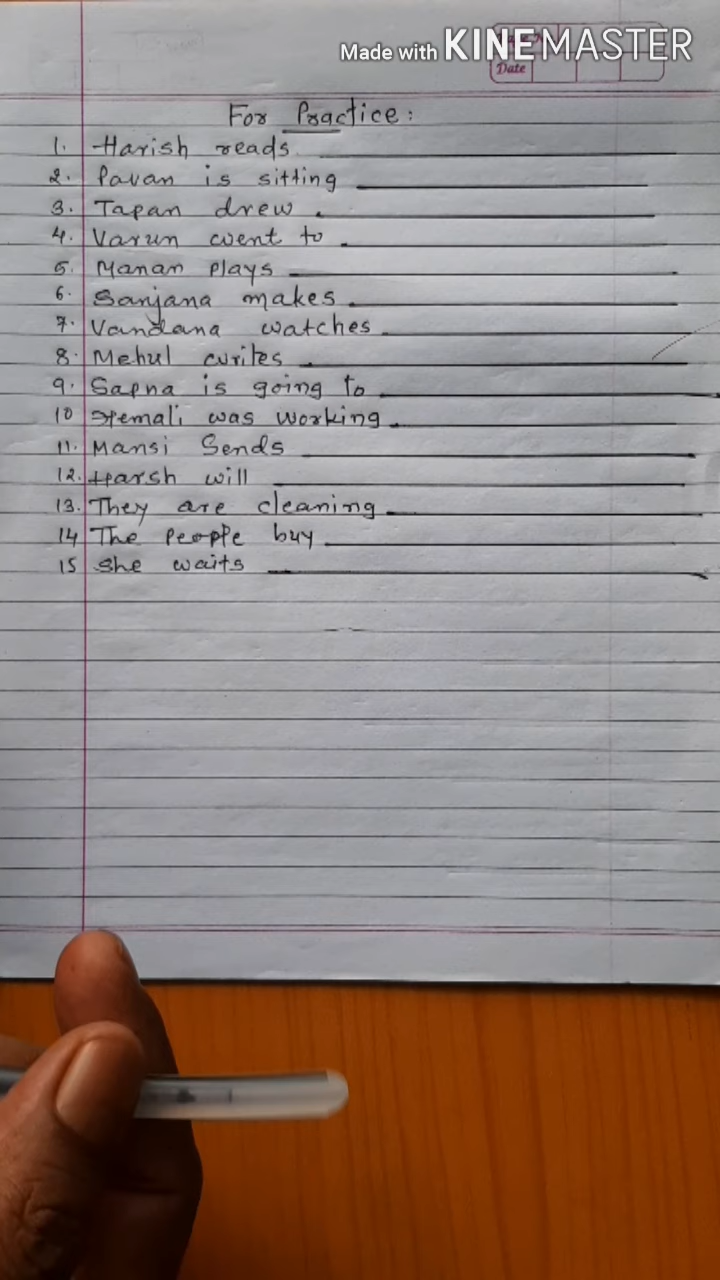 Made with KINEMASTER
Date
For Practice:
1. Harish reads
2. Pavan is sitting
3. Tapan drew
4. Varun went to
5. Manan plays
6. Sanjana makes
7. Vandana watches
8. Mehul writes
9. Sapna is going to
10 Hemali was working
11. Mansi Sends
12. Harsh will
13. They are cleaning
14 The people buy
15 She waits